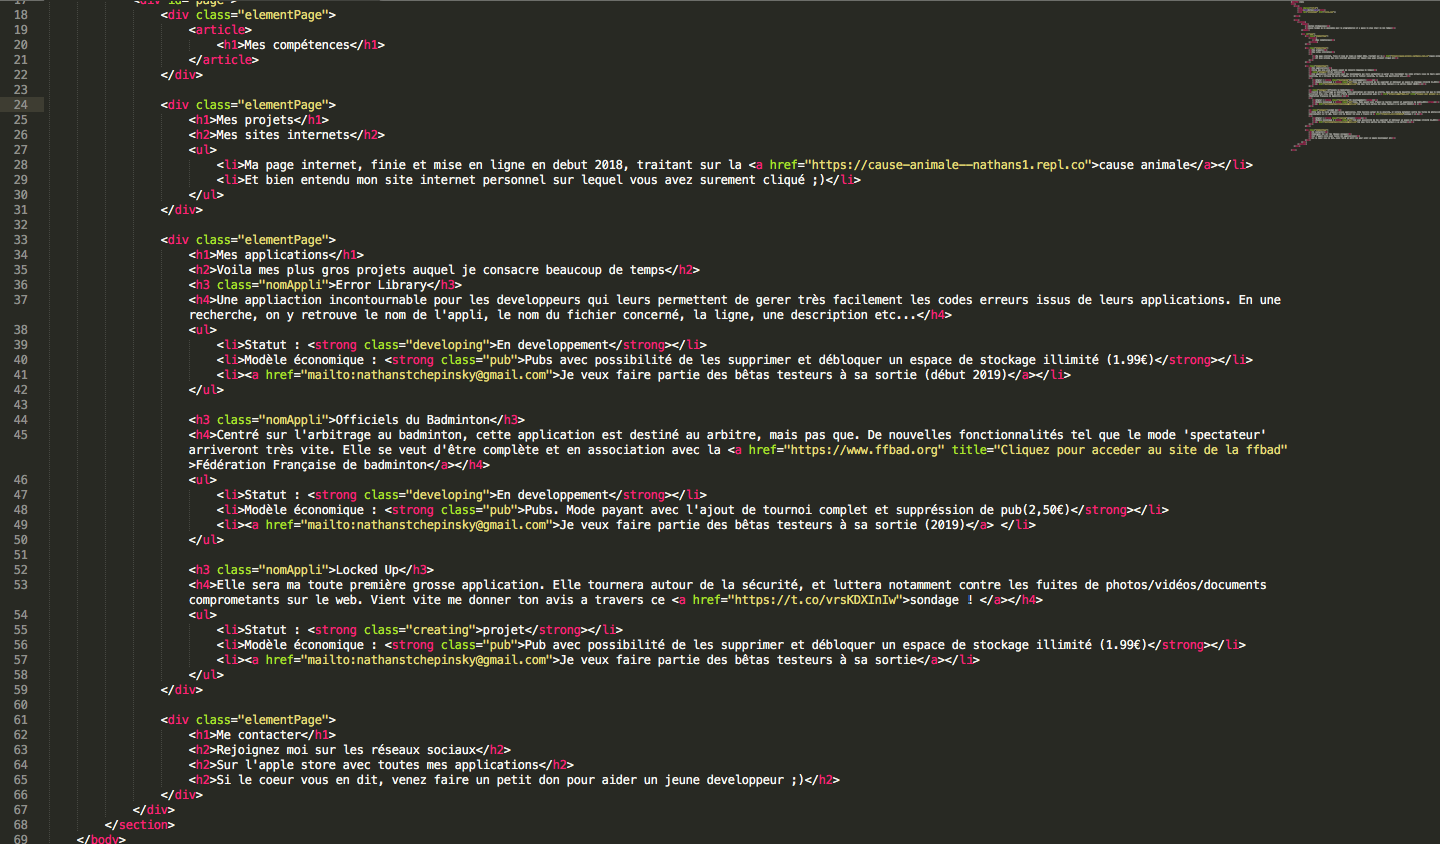 17 <div id="page">
18 <div class="elementPage">
19 <article>
20 <h1>Mes compétences</h1>
21 </article>
22 </div>
23
24 <div class="elementPage">
25 <h1>Mes projets</h1>
26 <h2>Mes sites internets</h2>
27 <ul>
28 <li>Ma page internet, finie et mise en ligne en debut 2018, traitant sur la <a href="https://cause-animale--nathans1.repl.co">cause animale</a></li>
29 <li>Et bien entendu mon site internet personnel sur lequel vous avez surement cliqué ;)</li>
30 </ul>
31 </div>
32
33 <div class="elementPage">
34 <h1>Mes applications</h1>
35 <h2>Voila mes plus gros projets auquel je consacre beaucoup de temps</h2>
36 <h3 class="nomAppli">Error Library</h3>
37 <h4>Une appliaction incontournable pour les developpeurs qui leurs permettent de gerer très facilement les codes erreurs issus de leurs applications. En une
recherche, on y retrouve le nom de l'appli, le nom du fichier concerné, la ligne, une description etc...</h4>
38 <ul>
39 <li>Statut : <strong class="developing">En developpement</strong></li>
40 <li>Modèle économique : <strong class="pub">Pubs avec possibilité de les supprimer et débloquer un espace de stockage illimité (1.99€)</strong></li>
41 <li><a href="mailto:nathanstchepinsky@gmail.com">Je veux faire partie des bêtas testeurs à sa sortie (début 2019)</a></li>
42 </ul>
43
44 <h3 class="nomAppli">Officiels du Badminton</h3>
45 <h4>Centré sur l'arbitrage au badminton, cette application est destiné au arbitre, mais pas que. De nouvelles fonctionnalités tel que le mode 'spectateur'
arriveront très vite. Elle se veut d'être complète et en association avec la <a href="https://www.ffbad.org" title="Cliquez pour acceder au site de la ffbad"
>Fédération Française de badminton</a></h4>
46 <ul>
47 <li>Statut : <strong class="developing">En developpement</strong></li>
48 <li>Modèle économique : <strong class="pub">Pubs. Mode payant avec l'ajout de tournoi complet et suppréssion de pub(2,50€)</strong></li>
49 <li><a href="mailto:nathanstchepinsky@gmail.com">Je veux faire partie des bêtas testeurs à sa sortie (2019)</a> </li>
50 </ul>
51
52 <h3 class="nomAppli">Locked Up</h3>
53 <h4>Elle sera ma toute première grosse application. Elle tournera autour de la sécurité, et luttera notamment contre les fuites de photos/vidéos/documents
comprometants sur le web. Vient vite me donner ton avis a travers ce <a href="https://t.co/vrsKDXInIw">sondage ! </a></h4>
54 <ul>
55 <li>Statut : <strong class="creating">projet</strong></li>
56 <li>Modèle économique : <strong class="pub">Pub avec possibilité de les supprimer et débloquer un espace de stockage illimité (1.99€)</strong></li>
57 <li><a href="mailto:nathanstchepinsky@gmail.com">Je veux faire partie des bêtas testeurs à sa sortie</a></li>
58 </ul>
59 </div>
60
61 <div class="elementPage">
62 <h1>Me contacter</h1>
63 <h2>Rejoignez moi sur les réseaux sociaux</h2>
64 <h2>Sur l'apple store avec toutes mes applications</h2>
65 <h2>Si le coeur vous en dit, venez faire un petit don pour aider un jeune developpeur ;)</h2>
66 </div>
67 </div>
68 </section>
69 </body>